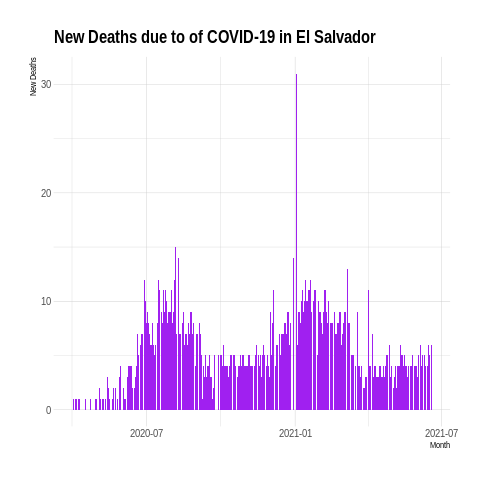 New Deaths due to of COVID-19 in El Salvador
New Deaths
30
20
10
0
2020-07
2021-01
2021-07
Month